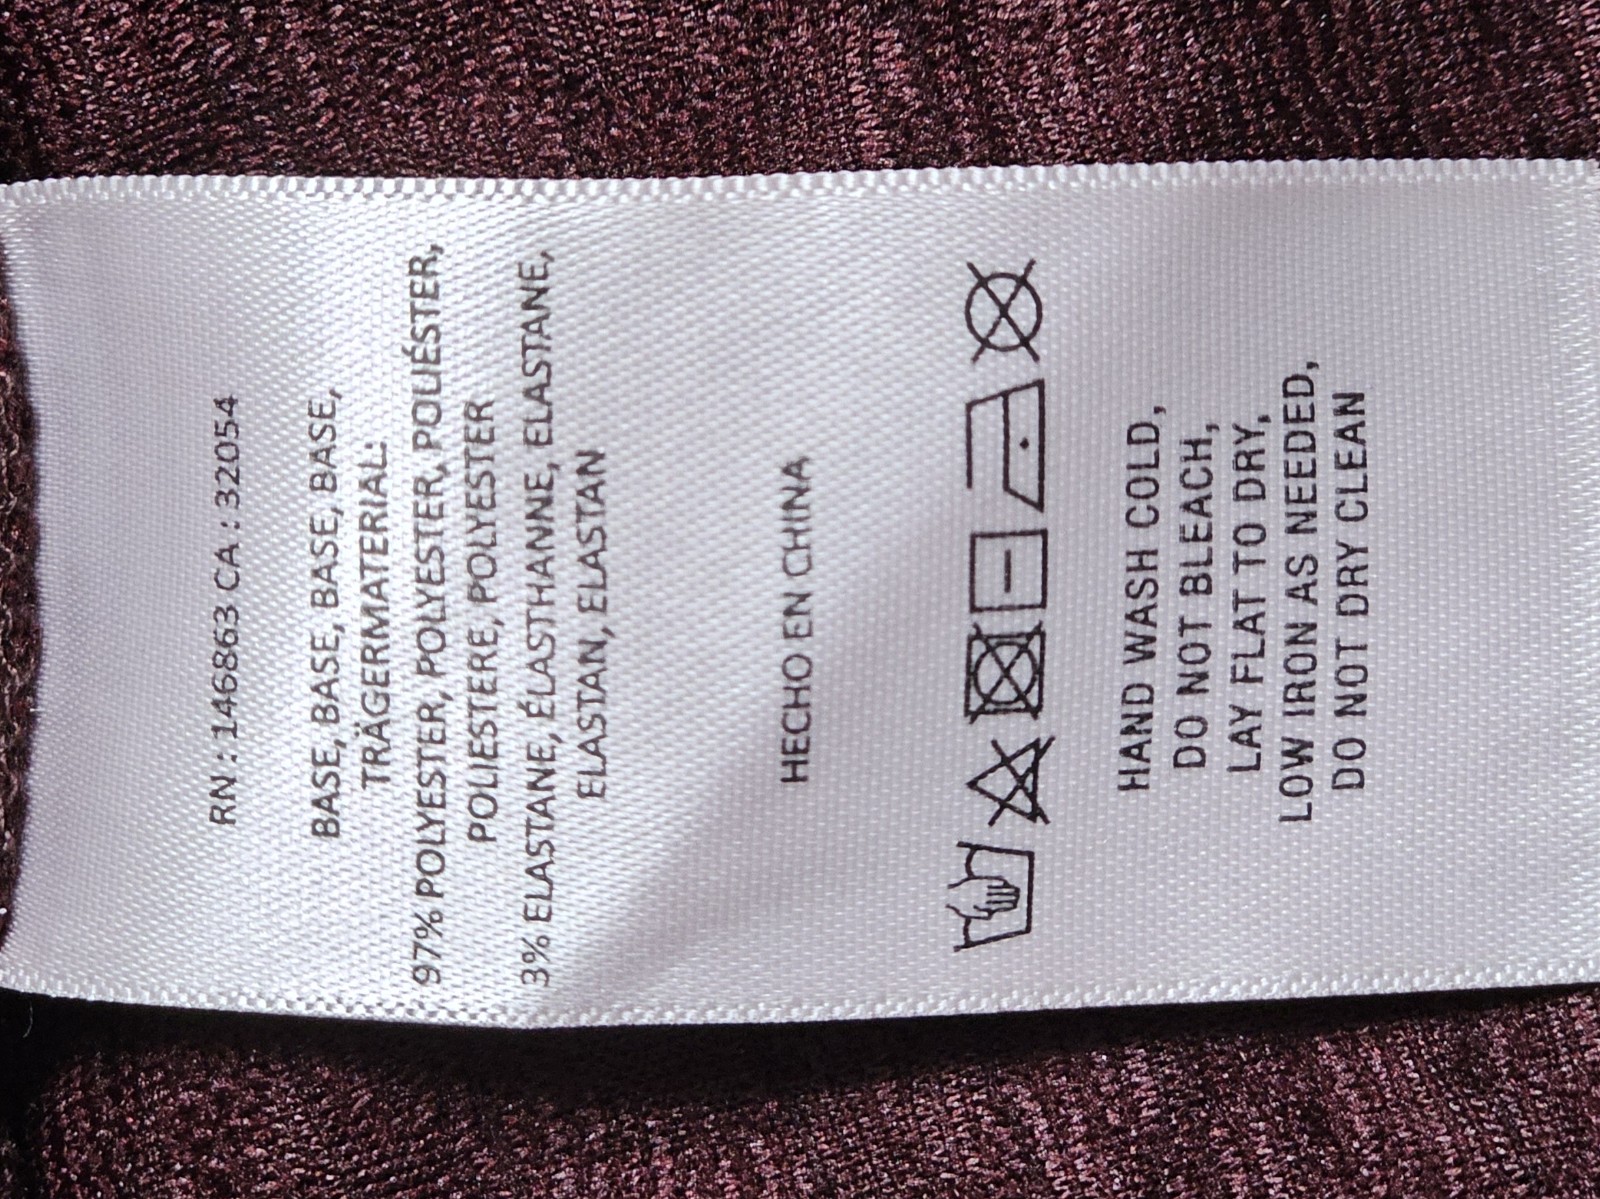 RN : 146863 CA : 32054
BASE, BASE, BASE, BASE, BASE,
TRÄGERMATERIAL:
97% POLYESTER, POLYESTER, POLIÉSTER,
POLIESTERE, POLYESTER
3% ELASTANE, ÉLASTHANNE, ELASTANE,
ELASTAN, ELASTAN
HECHO EN CHINA
HAND WASH COLD,
DO NOT BLEACH,
LAY FLAT TO DRY,
LOW IRON AS NEEDED,
DO NOT DRY CLEAN